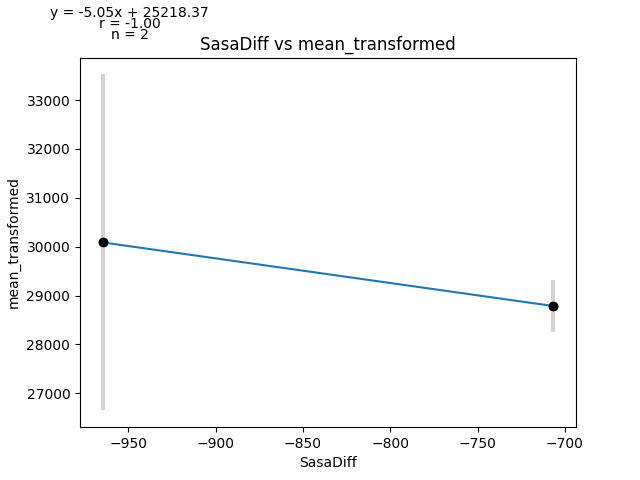 y = -5.05x + 25218.37
r = -1.00
n = 2
SasaDiff vs mean_transformed
33000
32000
31000
30000
29000
28000
27000
mean_transformed
−950
−900
−850
−800
−750
−700
SasaDiff